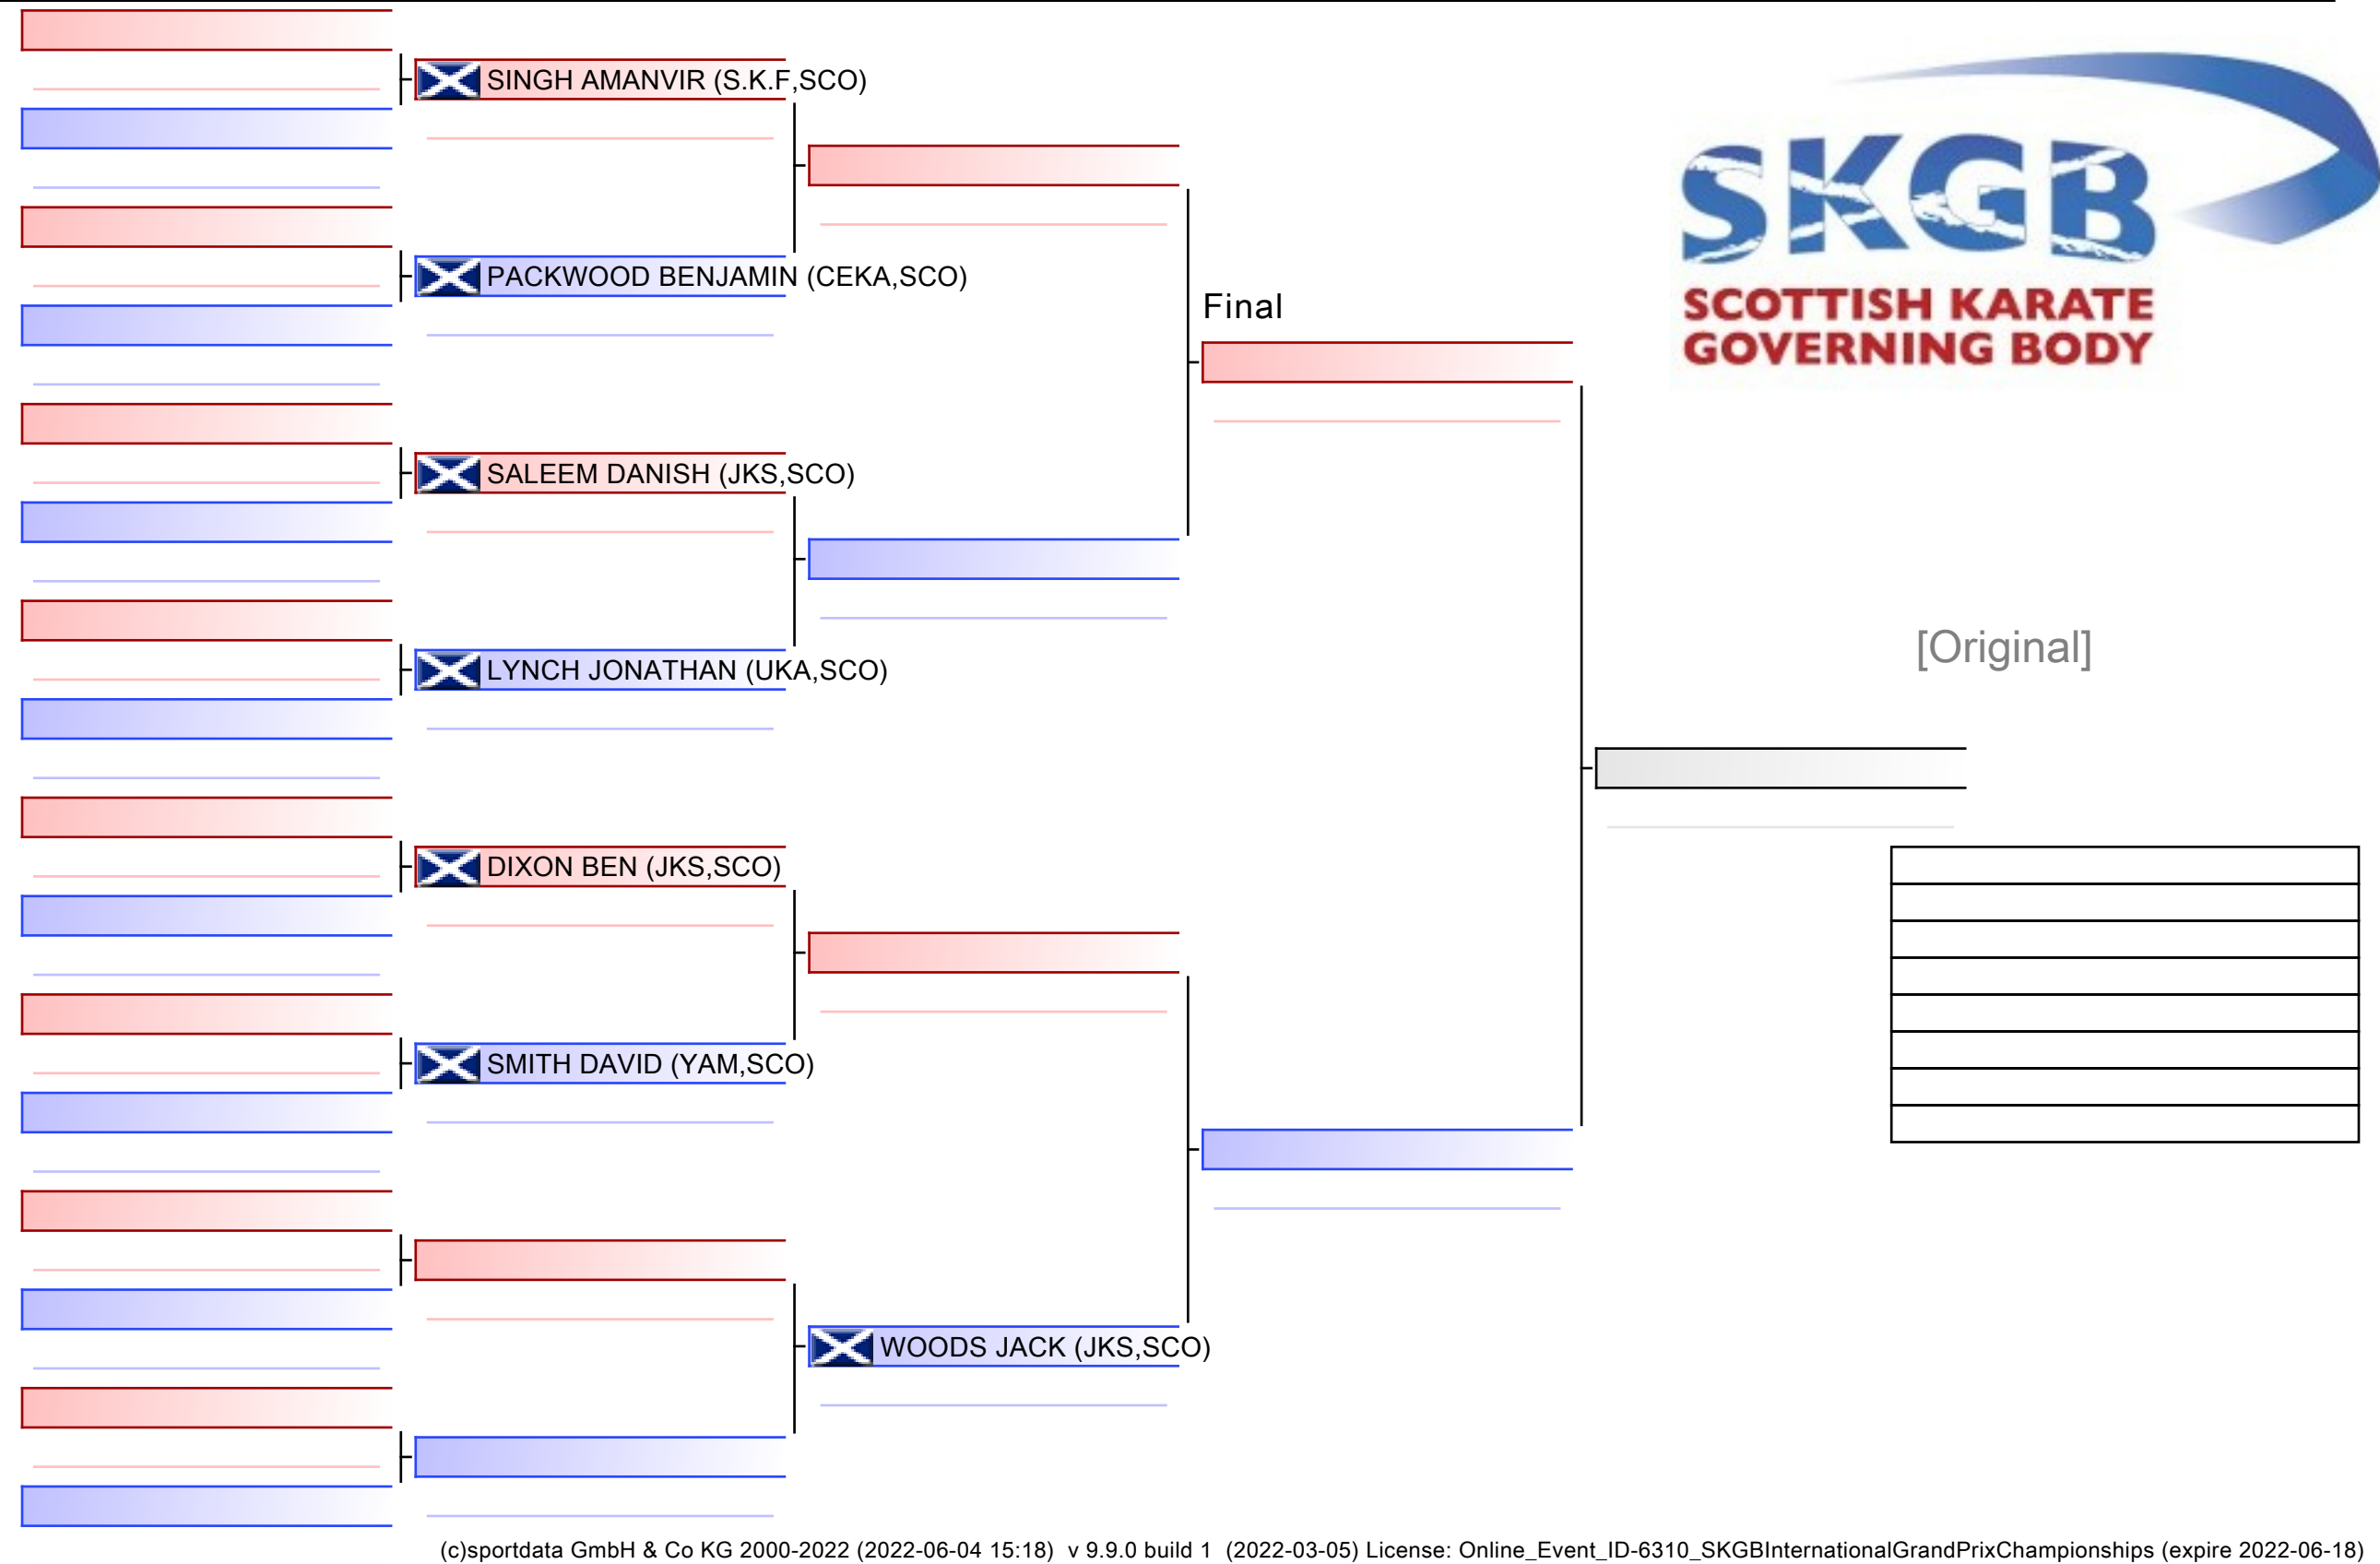 SINGH AMANVIR (S.K.F,SCO)
PACKWOOD BENJAMIN (CEKA,SCO)
SKGB
SCOTTISH KARATE
GOVERNING BODY
Final
SALEEM DANISH (JKS,SCO)
LYNCH JONATHAN (UKA,SCO)
[Original]
DIXON BEN (JKS,SCO)
SMITH DAVID (YAM,SCO)
WOODS JACK (JKS,SCO)
(c)sportdata GmbH & Co KG 2000-2022 (2022-06-04 15:18) v 9.9.0 build 1 (2022-03-05) License: Online_Event_ID-6310_SKGBInternationalGrandPrixChampionships (expire 2022-06-18)